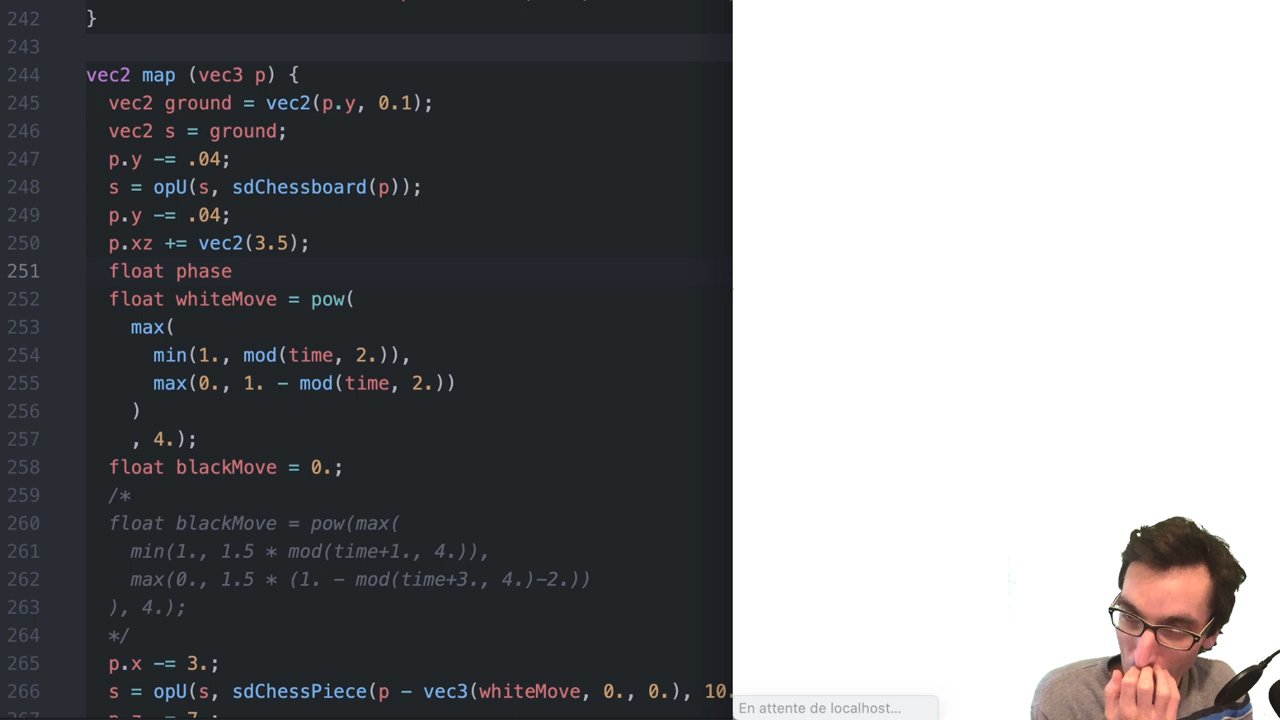 242 }
243
244 vec2 map (vec3 p) {
245 vec2 ground = vec2(p.y, 0.1);
246 vec2 s = ground;
247 p.y -= .04;
248 s = opU(s, sdChessboard(p));
249 p.y -= .04;
250 p.xz += vec2(3.5);
251 float phase
252 float whiteMove = pow(
253 max(
254 min(1., mod(time, 2.)),
255 max(0., 1. - mod(time, 2.))
256 )
257 , 4.);
258 float blackMove = 0.;
259 /*
260 float blackMove = pow(max(
261 min(1., 1.5 * mod(time+1., 4.)),
262 max(0., 1.5 * (1. - mod(time+3., 4.)-2.))
263 ), 4.);
264 */
265 p.x -= 3.;
266 s = opU(s, sdChessPiece(p - vec3(whiteMove, 0., 0.), 10.
En attente de localhost...